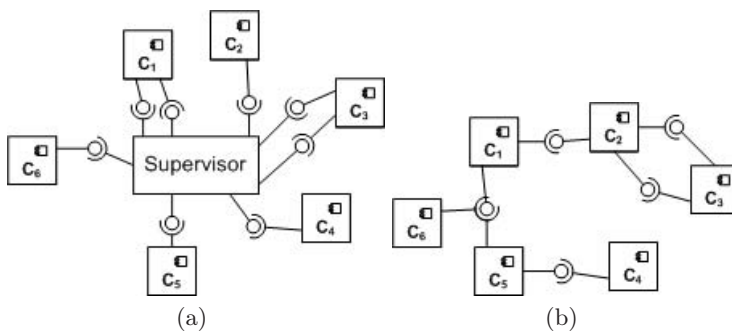 C₁
C₂
C₃
Supervisor
C₆
C₄
C₅
(a)
C₁
C₂
C₃
C₆
C₅
C₄
(b)